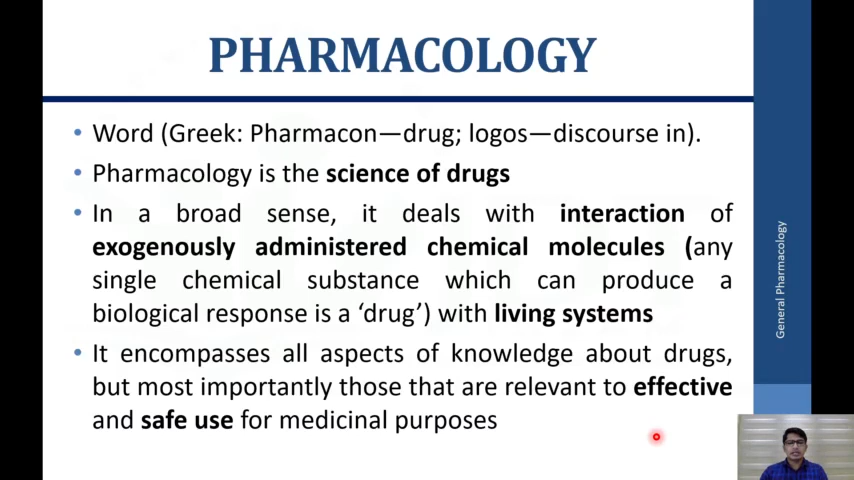 PHARMACOLOGY
• Word (Greek: Pharmacon—drug; logos—discourse in).
• Pharmacology is the science of drugs
• In a broad sense, it deals with interaction of
exogenously administered chemical molecules (any
single chemical substance which can produce a
biological response is a ‘drug’) with living systems
• It encompasses all aspects of knowledge about drugs,
but most importantly those that are relevant to effective
and safe use for medicinal purposes
General Pharmacology